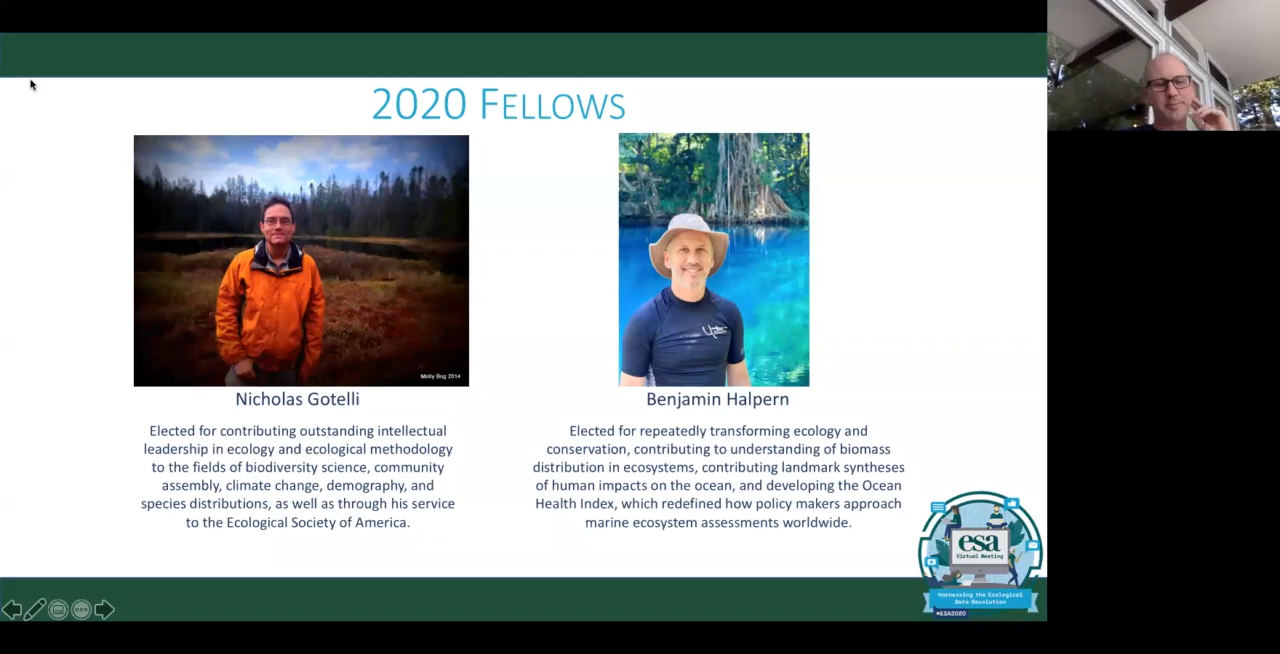 2020 FELLOWS
Molly Bog 2014
Nicholas Gotelli
Elected for contributing outstanding intellectual
leadership in ecology and ecological methodology
to the fields of biodiversity science, community
assembly, climate change, demography, and
species distributions, as well as through his service
to the Ecological Society of America.
Benjamin Halpern
Elected for repeatedly transforming ecology and
conservation, contributing to understanding of biomass
distribution in ecosystems, contributing landmark syntheses
of human impacts on the ocean, and developing the Ocean
Health Index, which redefined how policy makers approach
marine ecosystem assessments worldwide.
esa
Virtual Meeting
Harnessing the Ecological
Data Revolution
#ESA2020